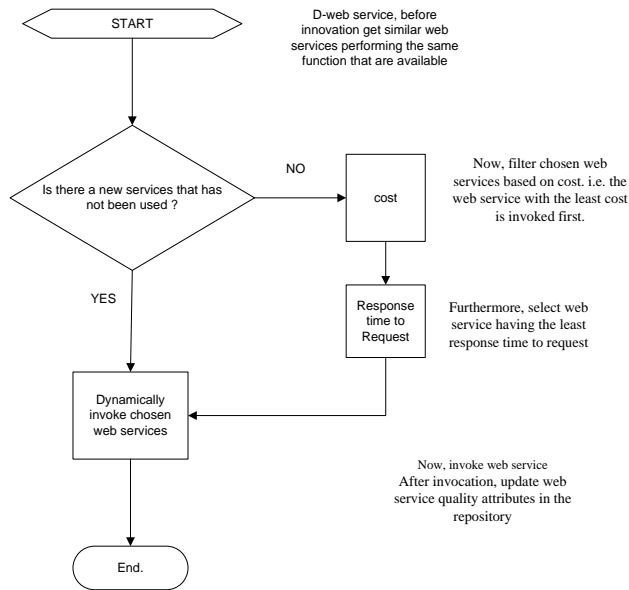 START
D-web service, before
innovation get similar web
services performing the same
function that are available
Is there a new services that has
not been used ?
NO
cost
Now, filter chosen web
services based on cost. i.e. the
web service with the least cost
is invoked first.
YES
Response
time to
Request
Furthermore, select web
service having the least
response time to request
Dynamically
invoke chosen
web services
Now, invoke web service
After invocation, update web
service quality attributes in the
repository
End.